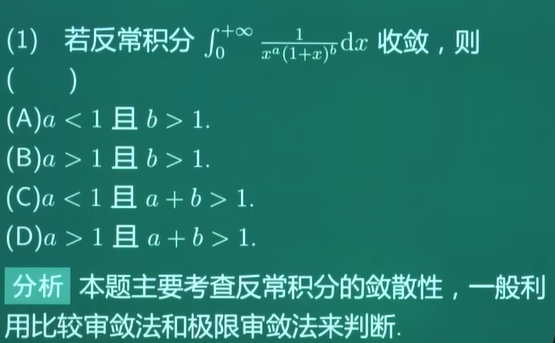 (1) 若反常积分 $\int_0^{+\infty} \frac{1}{x^a(1+x)^b} \mathrm{d}x$ 收敛，则
( )
(A)$a < 1$ 且 $b > 1$.
(B)$a > 1$ 且 $b > 1$.
(C)$a < 1$ 且 $a + b > 1$.
(D)$a > 1$ 且 $a + b > 1$.
分析 本题主要考查反常积分的敛散性，一般利
用比较审敛法和极限审敛法来判断.